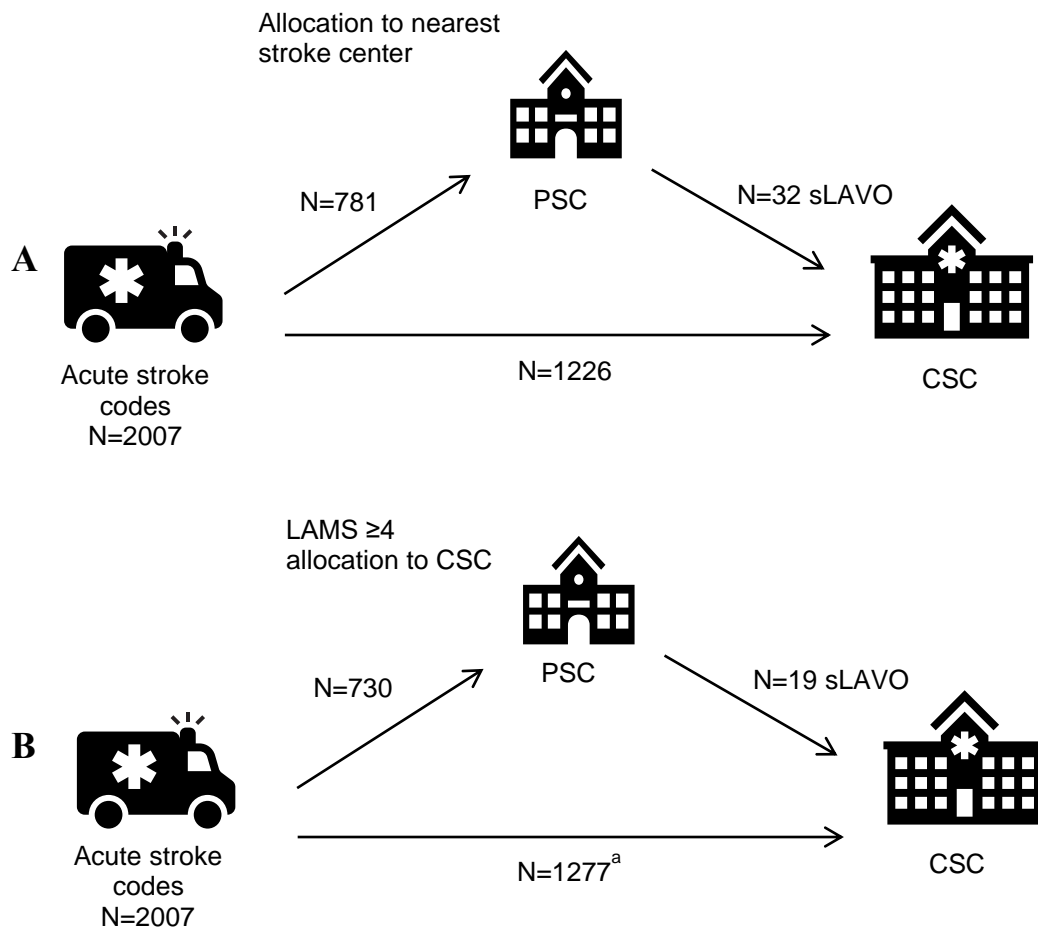 Allocation to nearest
stroke center
N=781
PSC
N=32 sLAVO
A
N=1226
CSC
Acute stroke
codes
N=2007
LAMS ≥4
allocation to CSC
N=730
PSC
N=19 sLAVO
B
N=1277ᵃ
CSC
Acute stroke
codes
N=2007